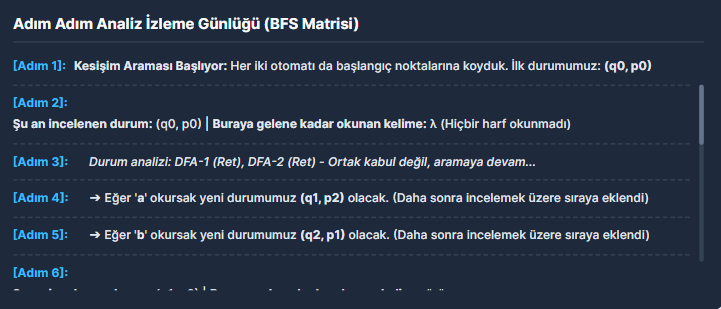 Adım Adım Analiz İzleme Günlüğü (BFS Matrisi)
[Adım 1]: Kesişim Araması Başlıyor: Her iki otomatı da başlangıç noktalarına koyduk. İlk durumumuz: (q0, p0)
[Adım 2]:
Şu an incelenen durum: (q0, p0) | Buraya gelene kadar okunan kelime: λ (Hiçbir harf okunmadı)
[Adım 3]: Durum analizi: DFA-1 (Ret), DFA-2 (Ret) - Ortak kabul değil, aramaya devam...
[Adım 4]: ➔ Eğer 'a' okursak yeni durumumuz (q1, p2) olacak. (Daha sonra incelemek üzere sıraya eklendi)
[Adım 5]: ➔ Eğer 'b' okursak yeni durumumuz (q2, p1) olacak. (Daha sonra incelemek üzere sıraya eklendi)
[Adım 6]: